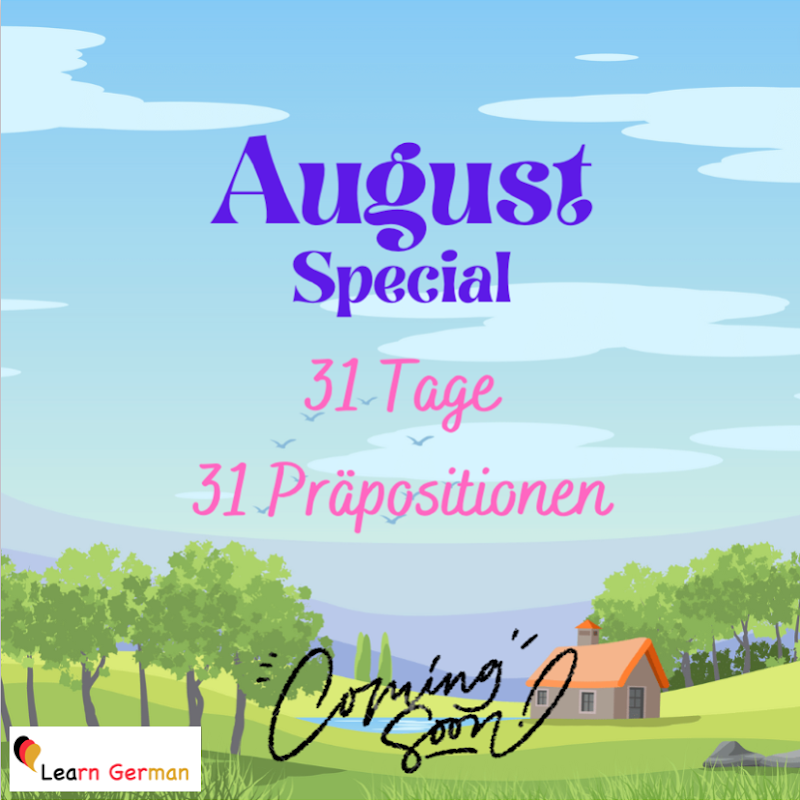 August
Special
31 Tage
31 Präpositionen
Coming
Soon!
Learn German